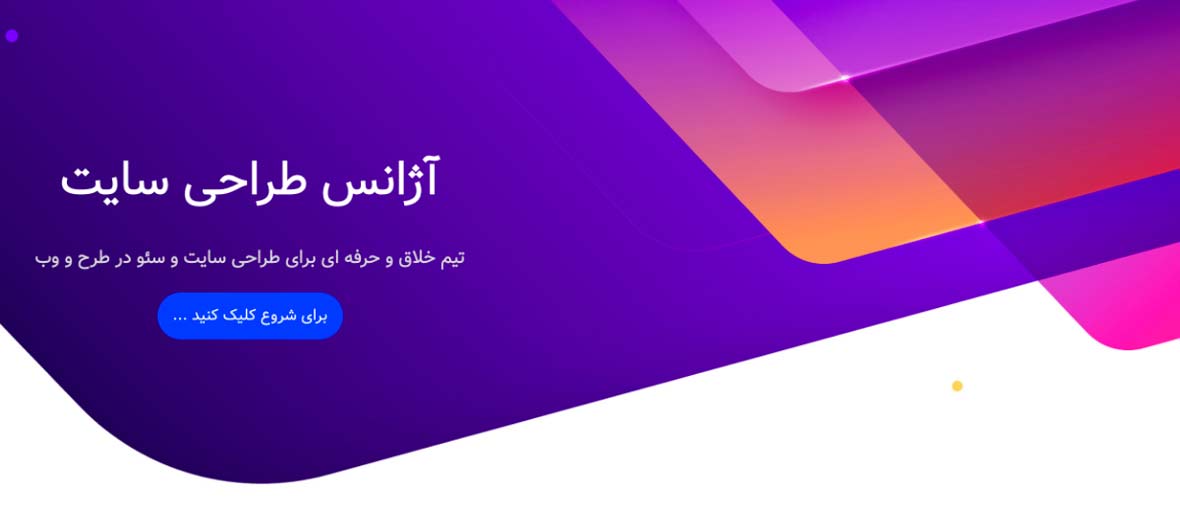 آژانس طراحی سایت
تیم خلاق و حرفه ای برای طراحی سایت و سئو در طرح و وب
برای شروع کلیک کنید ...